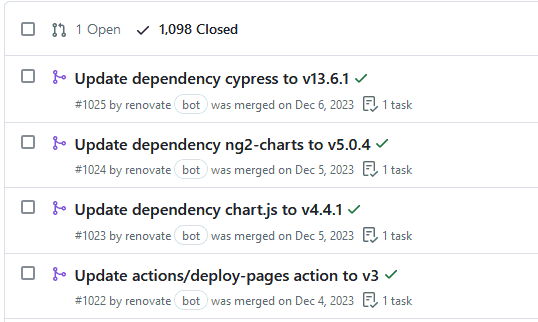 1 Open 1,098 Closed
Update dependency cypress to v13.6.1
#1025 by renovate bot was merged on Dec 6, 2023 1 task
Update dependency ng2-charts to v5.0.4
#1024 by renovate bot was merged on Dec 5, 2023 1 task
Update dependency chart.js to v4.4.1
#1023 by renovate bot was merged on Dec 5, 2023 1 task
Update actions/deploy-pages action to v3
#1022 by renovate bot was merged on Dec 4, 2023 1 task